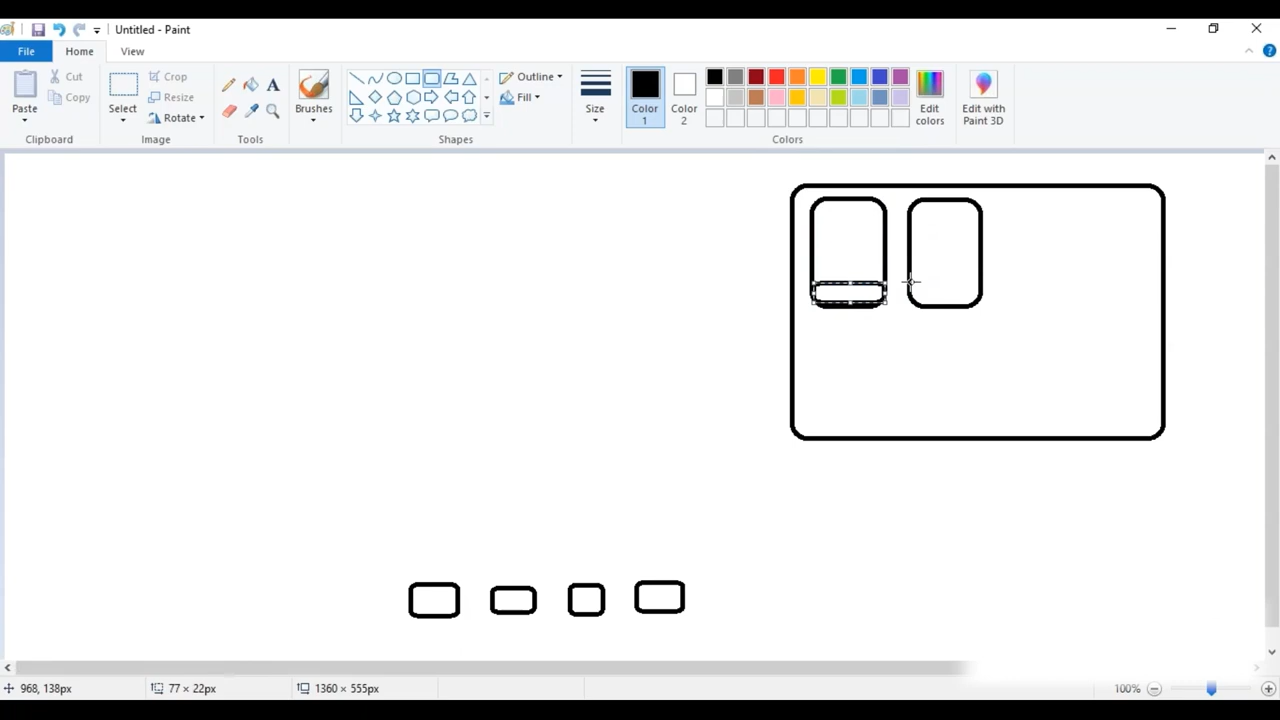 Untitled - Paint
File Home View
Paste Cut Copy
Clipboard
Select Crop Resize Rotate
Image
A
Tools
Brushes
Outline Fill
Shapes
Size
Color 1
Color 2
Edit colors
Colors
Edit with Paint 3D
968, 138px 77 × 22px 1360 × 555px 100%